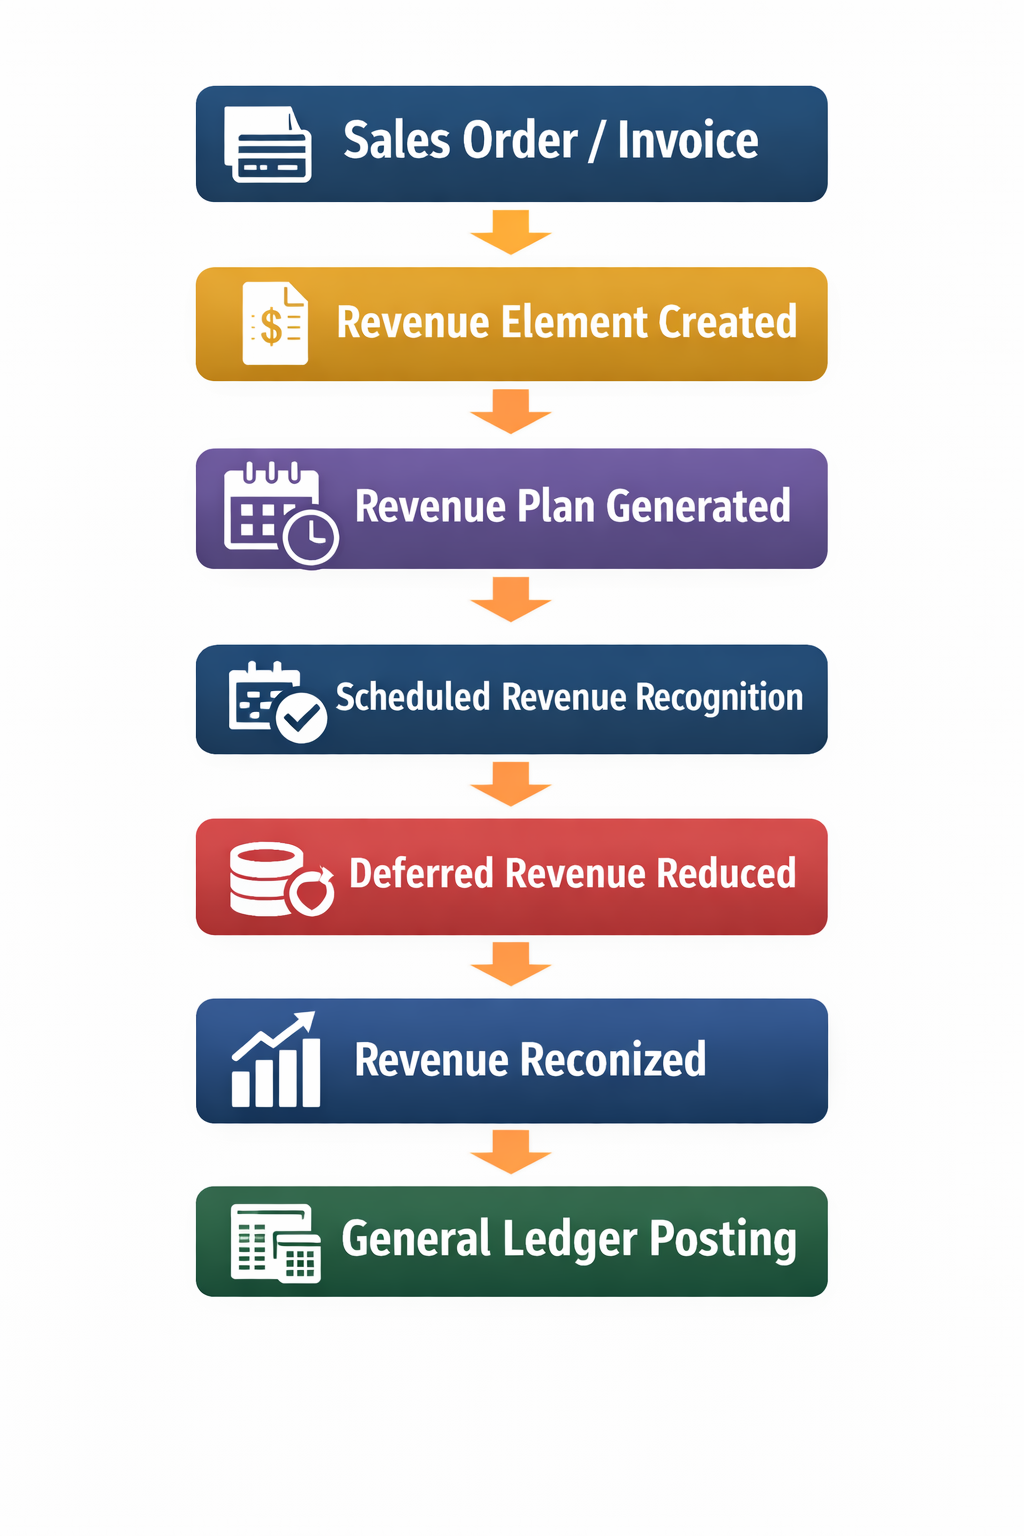 Sales Order / Invoice
$
Revenue Element Created
Revenue Plan Generated
Scheduled Revenue Recognition
Deferred Revenue Reduced
Revenue Reconized
General Ledger Posting